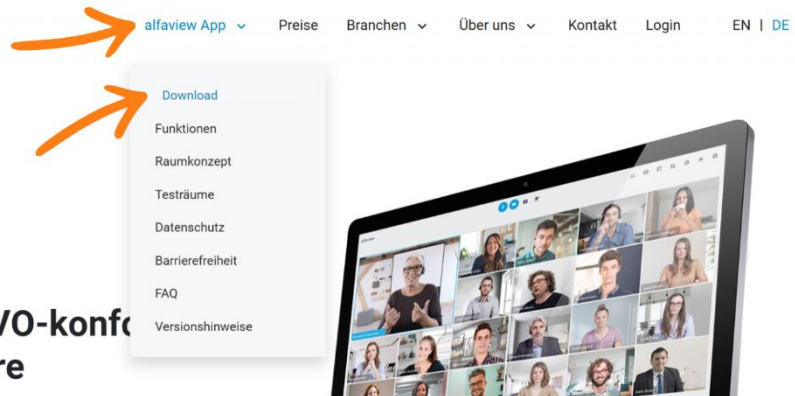 alfaview App Preise Branchen Über uns Kontakt Login EN | DE
Download
Funktionen
Raumkonzept
Testräume
Datenschutz
Barrierefreiheit
FAQ
Versionshinweise
VO-konfo
re